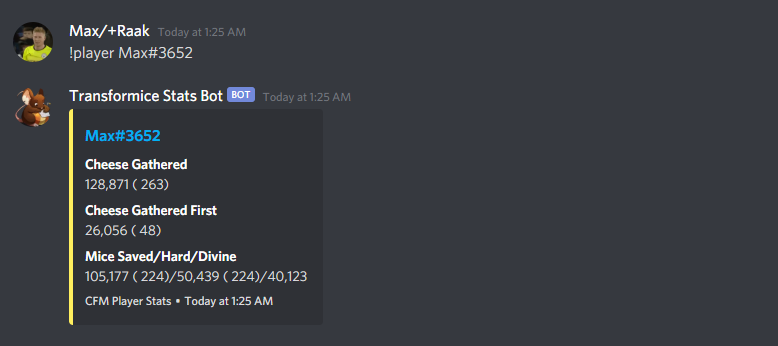 Max/+Raak Today at 1:25 AM
!player Max#3652
Transformice Stats Bot BOT Today at 1:25 AM
Max#3652
Cheese Gathered
128,871 ( 263)
Cheese Gathered First
26,056 ( 48)
Mice Saved/Hard/Divine
105,177 ( 224)/50,439 ( 224)/40,123
CFM Player Stats • Today at 1:25 AM